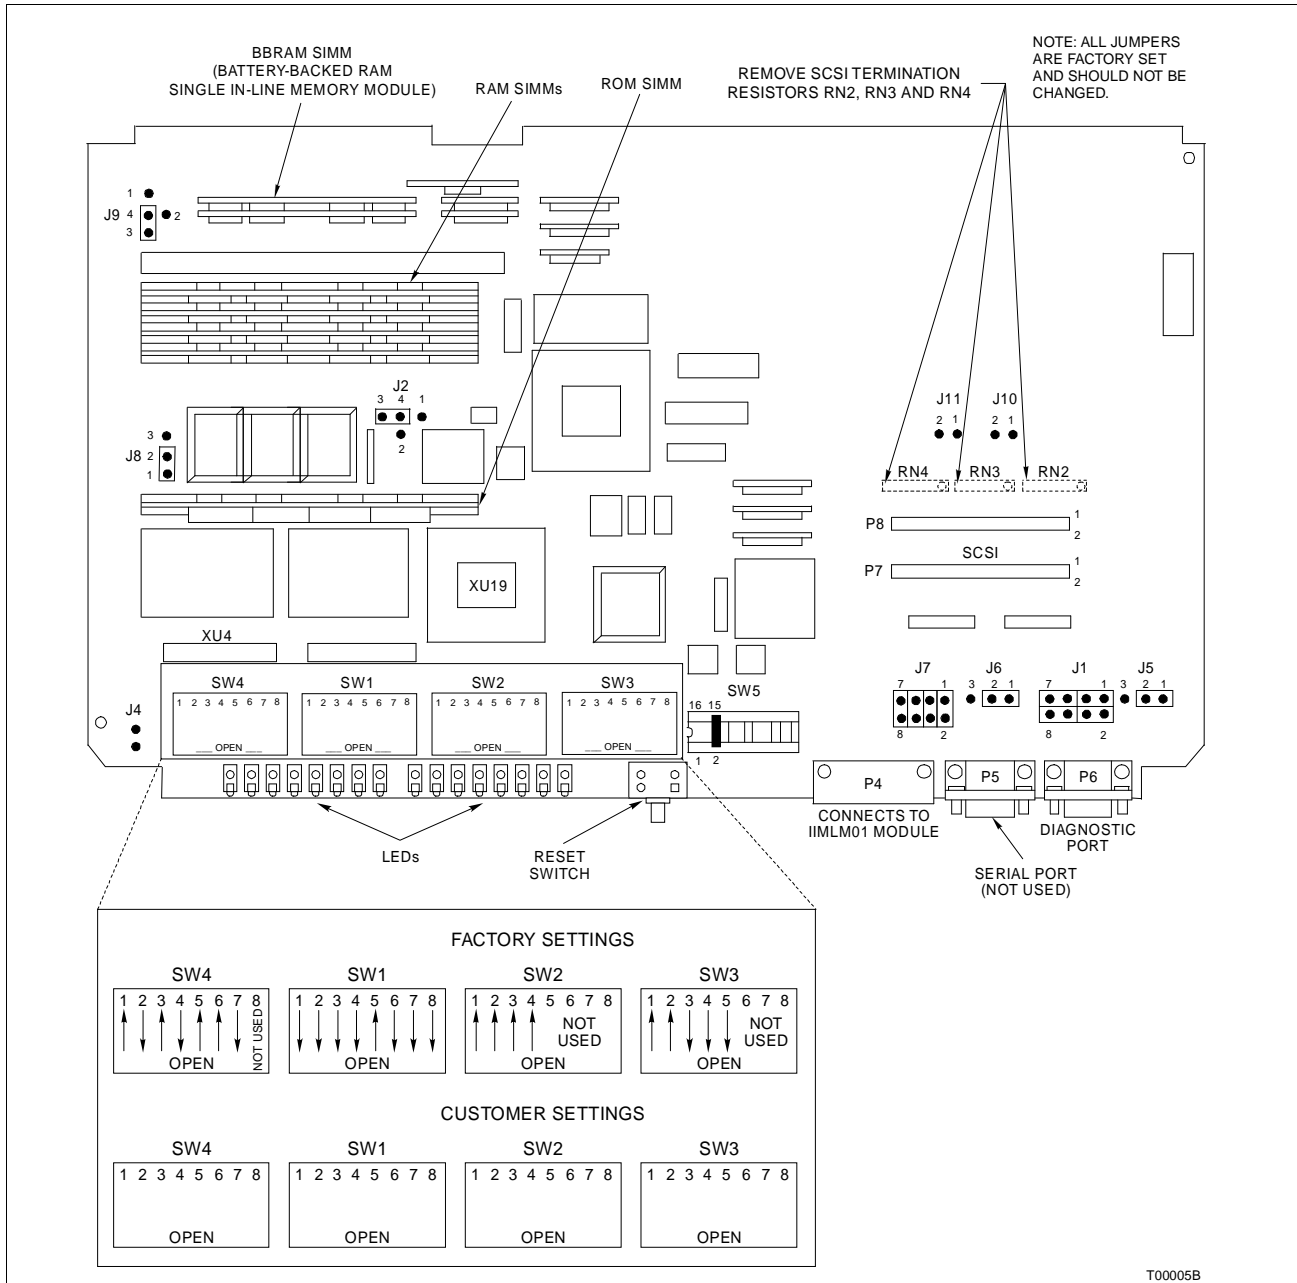 BBRAM SIMM
(BATTERY-BACKED RAM
SINGLE IN-LINE MEMORY MODULE)
RAM SIMMs
ROM SIMM
REMOVE SCSI TERMINATION
RESISTORS RN2, RN3 AND RN4
NOTE: ALL JUMPERS
ARE FACTORY SET
AND SHOULD NOT BE
CHANGED.
1
J9 4 2
3
J2
3 4 1
2
3
J8 2
1
J11 J10
2 1 2 1
RN4 RN3 RN2
P8 1
2
SCSI
P7 1
2
XU19
XU4
SW4 SW1 SW2 SW3
1 2 3 4 5 6 7 8 1 2 3 4 5 6 7 8 1 2 3 4 5 6 7 8 1 2 3 4 5 6 7 8
___ OPEN ___ ___ OPEN ___ ___ OPEN ___ ___ OPEN ___
SW5
16 15
1 2
J7 J6 J1 J5
7 1 3 2 1 7 1 3 2 1
8 2 8 2
J4
P4 P5 P6
CONNECTS TO
IIMLM01 MODULE
DIAGNOSTIC
PORT
SERIAL PORT
(NOT USED)
LEDs
RESET
SWITCH
FACTORY SETTINGS
SW4 SW1 SW2 SW3
1 2 3 4 5 6 7 8 1 2 3 4 5 6 7 8 1 2 3 4 5 6 7 8 1 2 3 4 5 6 7 8
NOT USED
NOT
USED
NOT
USED
OPEN OPEN OPEN OPEN
CUSTOMER SETTINGS
SW4 SW1 SW2 SW3
1 2 3 4 5 6 7 8 1 2 3 4 5 6 7 8 1 2 3 4 5 6 7 8 1 2 3 4 5 6 7 8
OPEN OPEN OPEN OPEN
T00005B